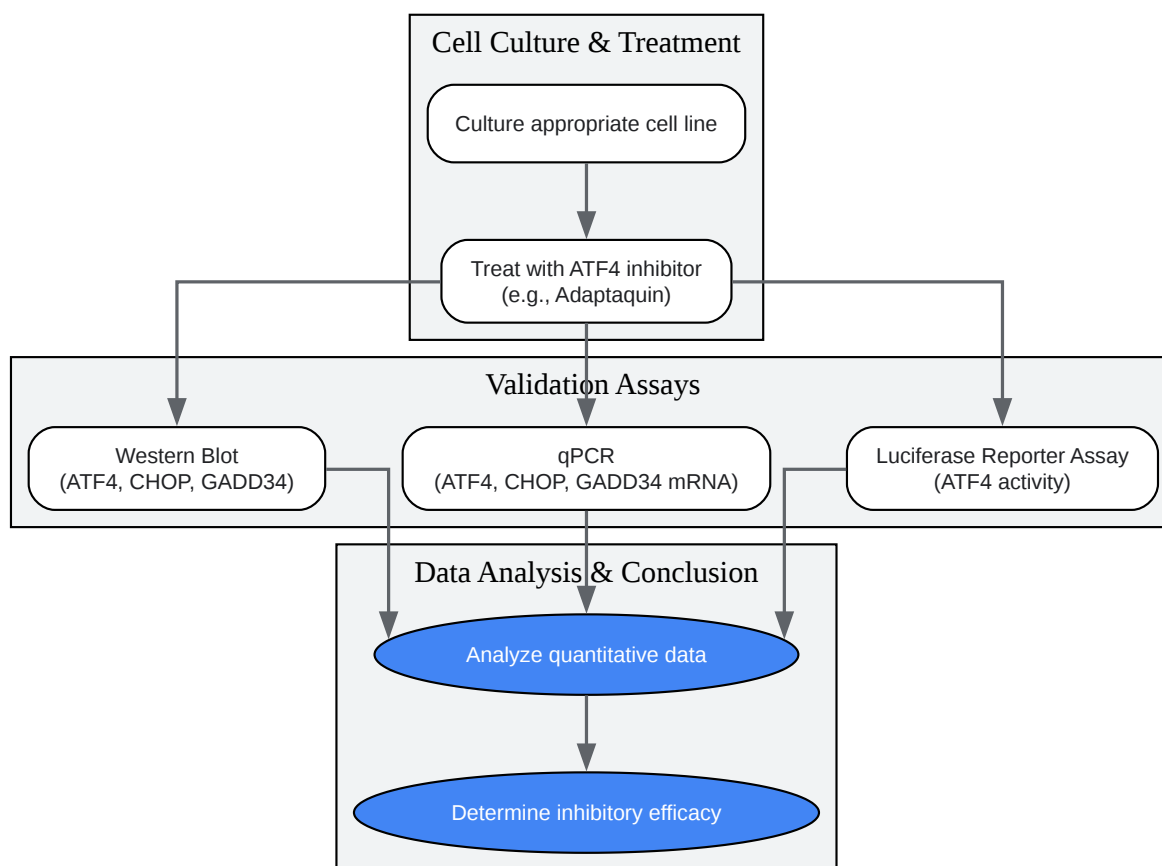 Cell Culture & Treatment
Culture appropriate cell line
Treat with ATF4 inhibitor
(e.g., Adaptaquin)
Validation Assays
Western Blot
(ATF4, CHOP, GADD34)
qPCR
(ATF4, CHOP, GADD34 mRNA)
Luciferase Reporter Assay
(ATF4 activity)
Data Analysis & Conclusion
Analyze quantitative data
Determine inhibitory efficacy